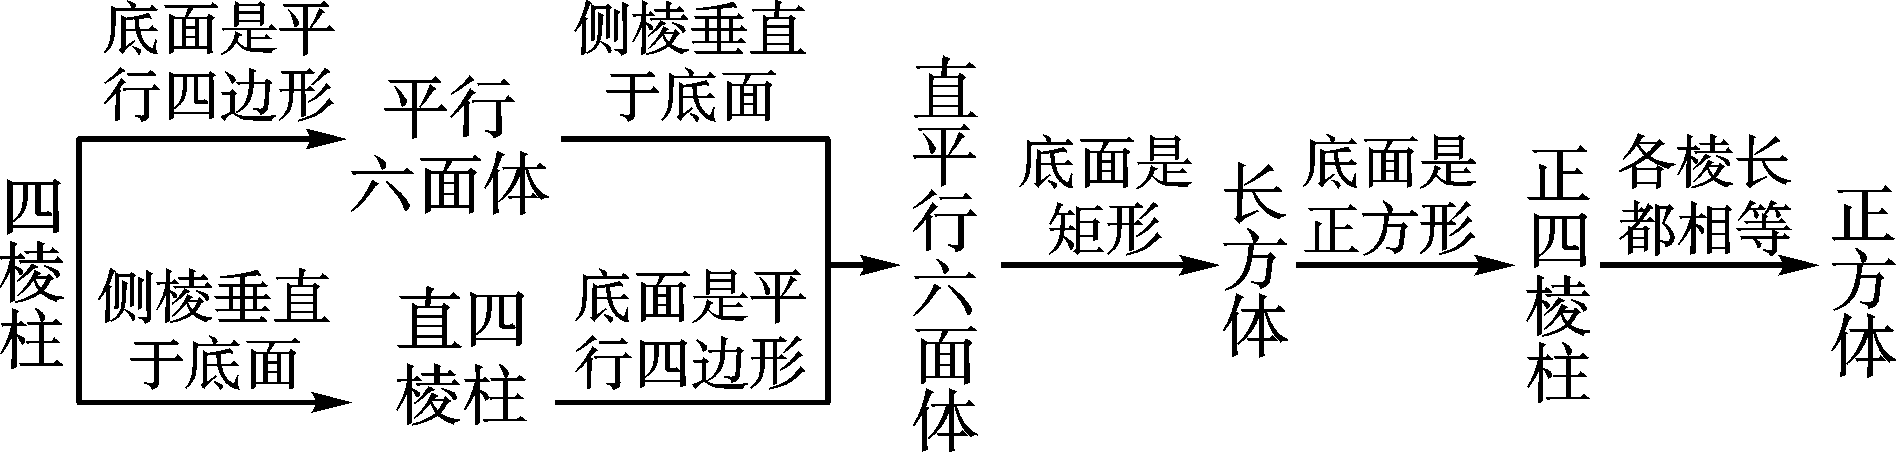 四棱柱
底面是平
行四边形
平行
六面体
侧棱垂直
于底面
侧棱垂直
于底面
直四
棱柱
底面是平
行四边形
直平行六面体
底面是
矩形
长方体
底面是
正方形
正四棱柱
各棱长
都相等
正方体